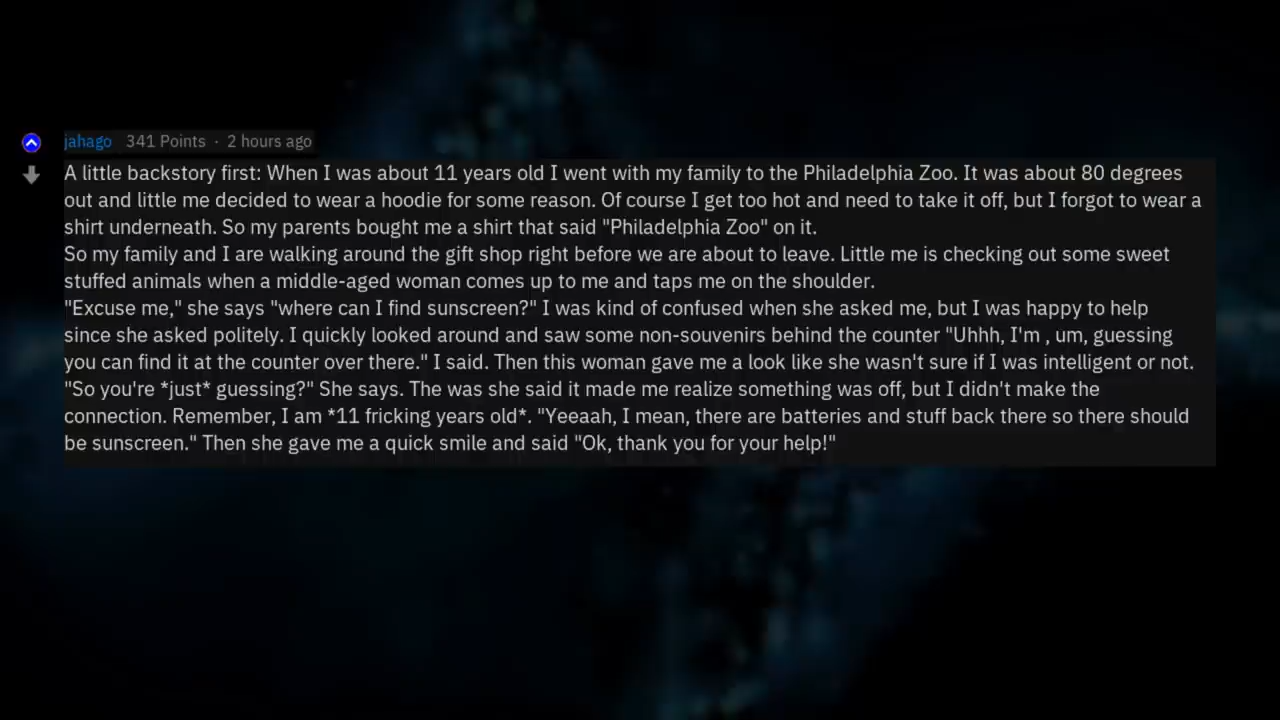 jahago 341 Points · 2 hours ago
A little backstory first: When I was about 11 years old I went with my family to the Philadelphia Zoo. It was about 80 degrees
out and little me decided to wear a hoodie for some reason. Of course I get too hot and need to take it off, but I forgot to wear a
shirt underneath. So my parents bought me a shirt that said "Philadelphia Zoo" on it.
So my family and I are walking around the gift shop right before we are about to leave. Little me is checking out some sweet
stuffed animals when a middle-aged woman comes up to me and taps me on the shoulder.
"Excuse me," she says "where can I find sunscreen?" I was kind of confused when she asked me, but I was happy to help
since she asked politely. I quickly looked around and saw some non-souvenirs behind the counter "Uhhh, I'm , um, guessing
you can find it at the counter over there." I said. Then this woman gave me a look like she wasn't sure if I was intelligent or not.
"So you're *just* guessing?" She says. The was she said it made me realize something was off, but I didn't make the
connection. Remember, I am *11 fricking years old*. "Yeeaah, I mean, there are batteries and stuff back there so there should
be sunscreen." Then she gave me a quick smile and said "Ok, thank you for your help!"